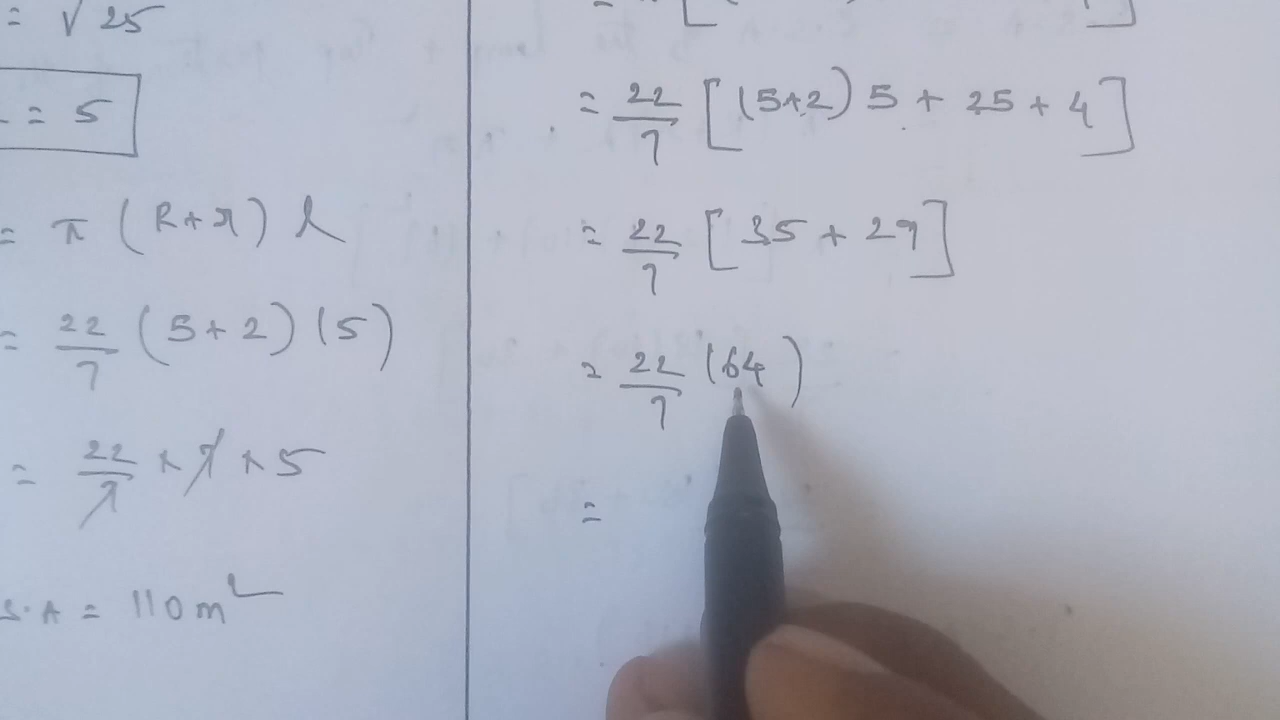 = √25
= 5
= π (R+r) l
= 22/7 (5+2) (5)
= 22/7 × 7 × 5
S.A = 110 m²
= 22/7 [(5+2) 5 + 25 + 4]
= 22/7 [35 + 29]
= 22/7 (64)
=